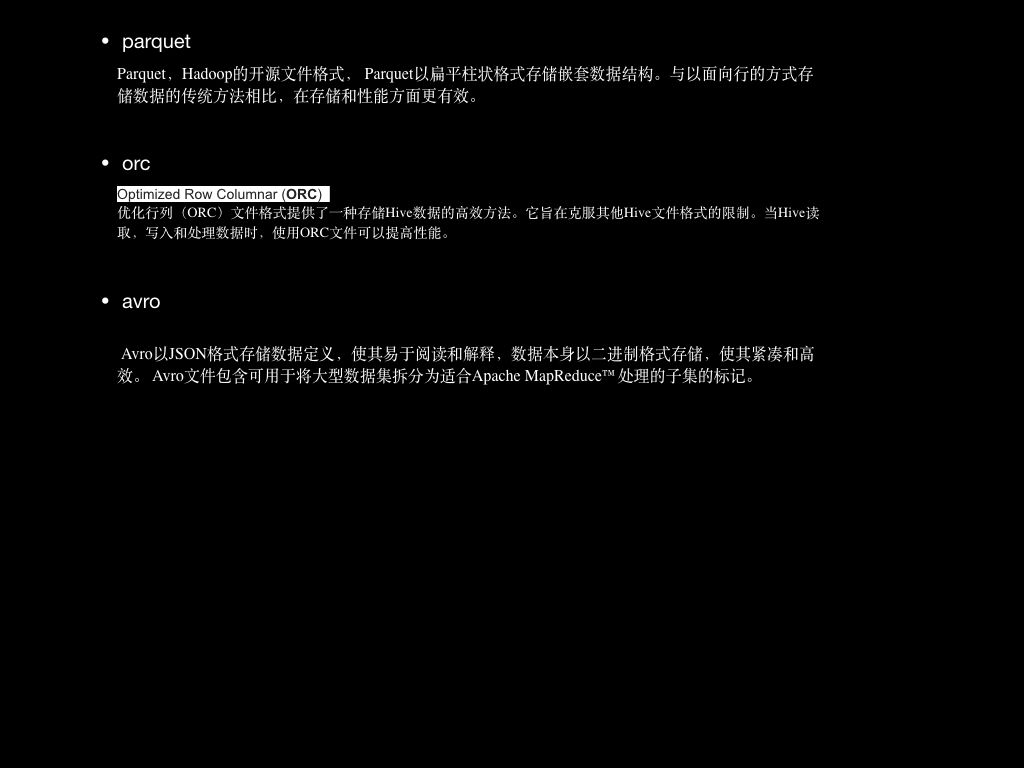 • parquet
Parquet，Hadoop的开源文件格式， Parquet以扁平柱状格式存储嵌套数据结构。与以面向行的方式存
储数据的传统方法相比，在存储和性能方面更有效。
• orc
Optimized Row Columnar (ORC)
优化行列（ORC）文件格式提供了一种存储Hive数据的高效方法。它旨在克服其他Hive文件格式的限制。当Hive读
取，写入和处理数据时，使用ORC文件可以提高性能。
• avro
Avro以JSON格式存储数据定义，使其易于阅读和解释，数据本身以二进制格式存储，使其紧凑和高
效。 Avro文件包含可用于将大型数据集拆分为适合Apache MapReduce™ 处理的子集的标记。